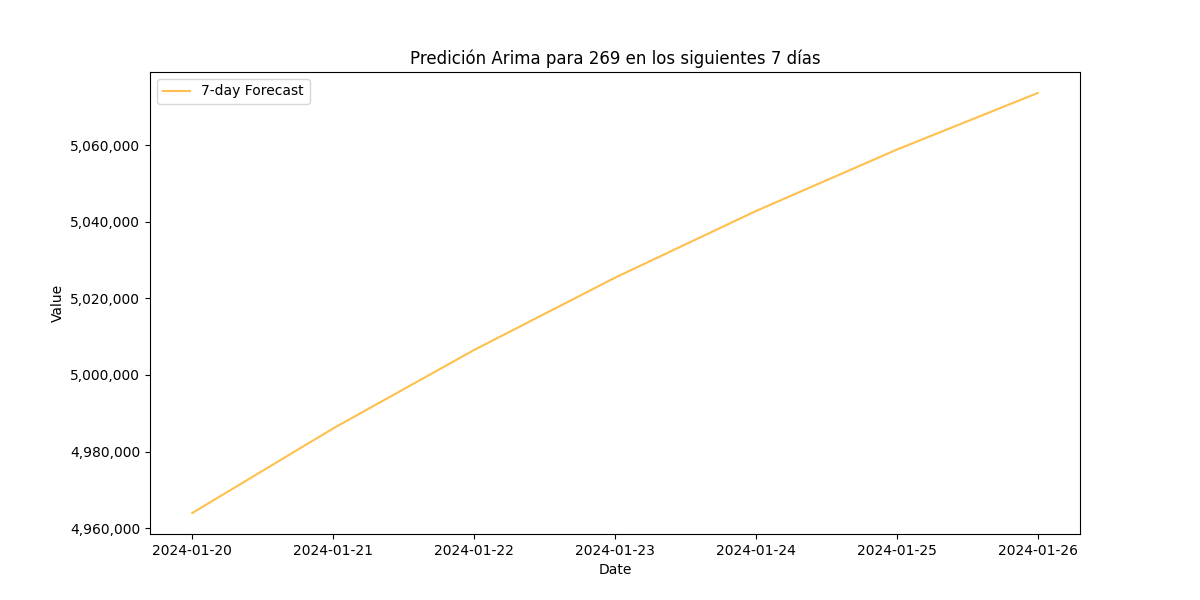 Predición Arima para 269 en los siguientes 7 días
7-day Forecast
Value
5,060,000
5,040,000
5,020,000
5,000,000
4,980,000
4,960,000
2024-01-20 2024-01-21 2024-01-22 2024-01-23 2024-01-24 2024-01-25 2024-01-26
Date